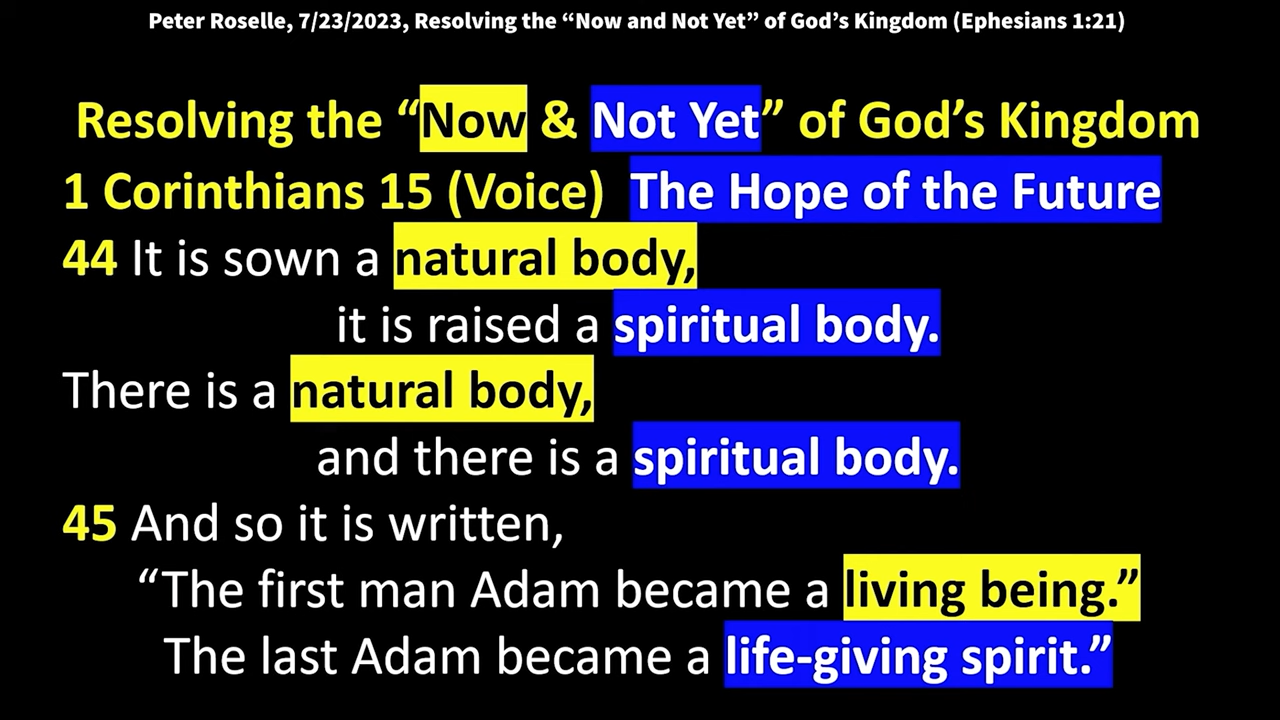 Peter Roselle, 7/23/2023, Resolving the “Now and Not Yet” of God’s Kingdom (Ephesians 1:21)
Resolving the “Now & Not Yet” of God’s Kingdom
1 Corinthians 15 (Voice) The Hope of the Future
44 It is sown a natural body,
it is raised a spiritual body.
There is a natural body,
and there is a spiritual body.
45 And so it is written,
“The first man Adam became a living being.”
The last Adam became a life-giving spirit.”